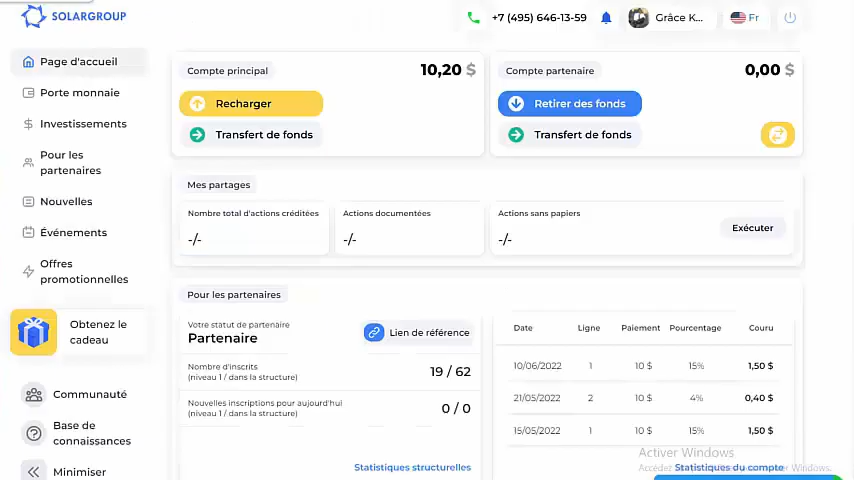 SOLARGROUP
+7 (495) 646-13-59
Grâce K...
Fr
Page d'accueil
Porte monnaie
Investissements
Pour les
partenaires
Nouvelles
Événements
Offres
promotionnelles
Obtenez le
cadeau
Communauté
Base de
connaissances
Minimiser
Compte principal
10,20 $
Recharger
Transfert de fonds
Compte partenaire
0,00 $
Retirer des fonds
Transfert de fonds
Mes partages
Nombre total d'actions créditées
-/-
Actions documentées
-/-
Actions sans papiers
-/-
Exécuter
Pour les partenaires
Votre statut de partenaire
Partenaire
Lien de référence
Nombre d'inscrits
(niveau 1 / dans la structure)
19 / 62
Nouvelles inscriptions pour aujourd'hui
(niveau 1 / dans la structure)
0 / 0
Statistiques structurelles
Date Ligne Paiement Pourcentage Couru
10/06/2022 1 10 $ 15% 1,50 $
21/05/2022 2 10 $ 4% 0,40 $
15/05/2022 1 10 $ 15% 1,50 $
Activer Windows
Statistiques du compte
Accédez Windows.